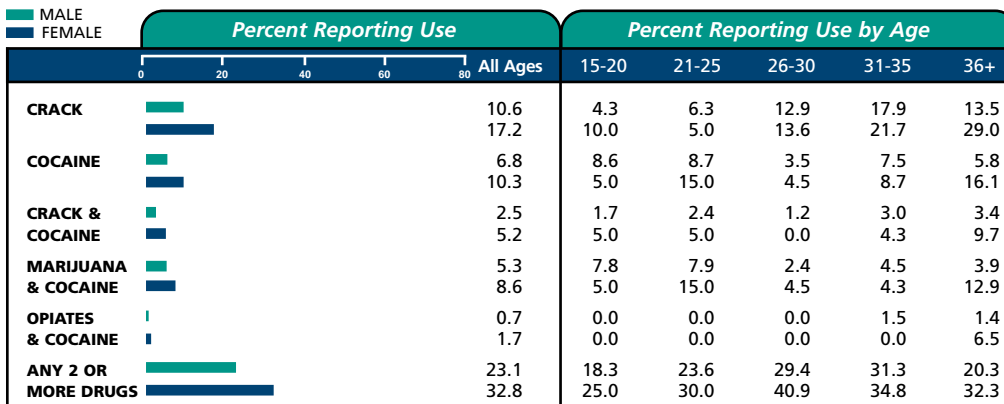 MALE
FEMALE
Percent Reporting Use Percent Reporting Use by Age
0 20 40 60 80 All Ages 15-20 21-25 26-30 31-35 36+
CRACK 10.6 4.3 6.3 12.9 17.9 13.5
17.2 10.0 5.0 13.6 21.7 29.0
COCAINE 6.8 8.6 8.7 3.5 7.5 5.8
10.3 5.0 15.0 4.5 8.7 16.1
CRACK & 2.5 1.7 2.4 1.2 3.0 3.4
COCAINE 5.2 5.0 5.0 0.0 4.3 9.7
MARIJUANA 5.3 7.8 7.9 2.4 4.5 3.9
& COCAINE 8.6 5.0 15.0 4.5 4.3 12.9
OPIATES 0.7 0.0 0.0 0.0 1.5 1.4
& COCAINE 1.7 0.0 0.0 0.0 0.0 6.5
ANY 2 OR 23.1 18.3 23.6 29.4 31.3 20.3
MORE DRUGS 32.8 25.0 30.0 40.9 34.8 32.3